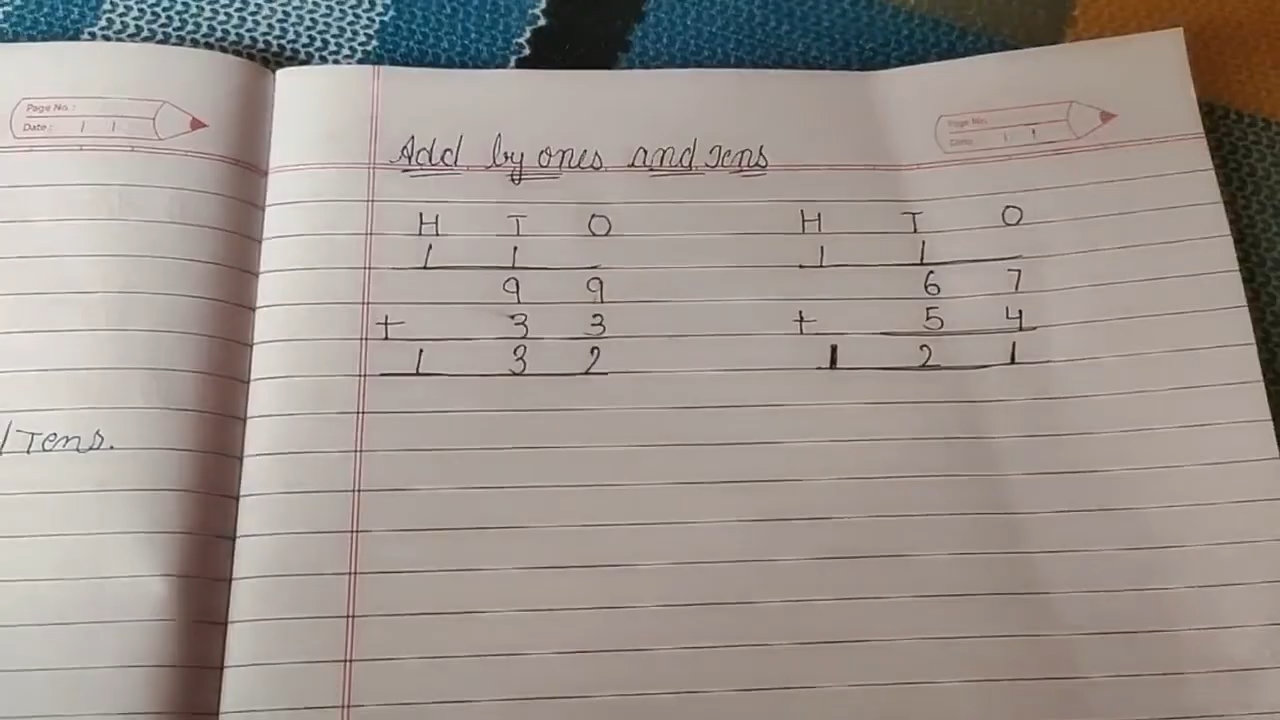 Page No.:
Date:
Page No.
Add by ones and Tens
H T O H T O
1 1 1 1
9 9 6 7
+ 3 3 + 5 4
1 3 2 1 2 1
Tens.